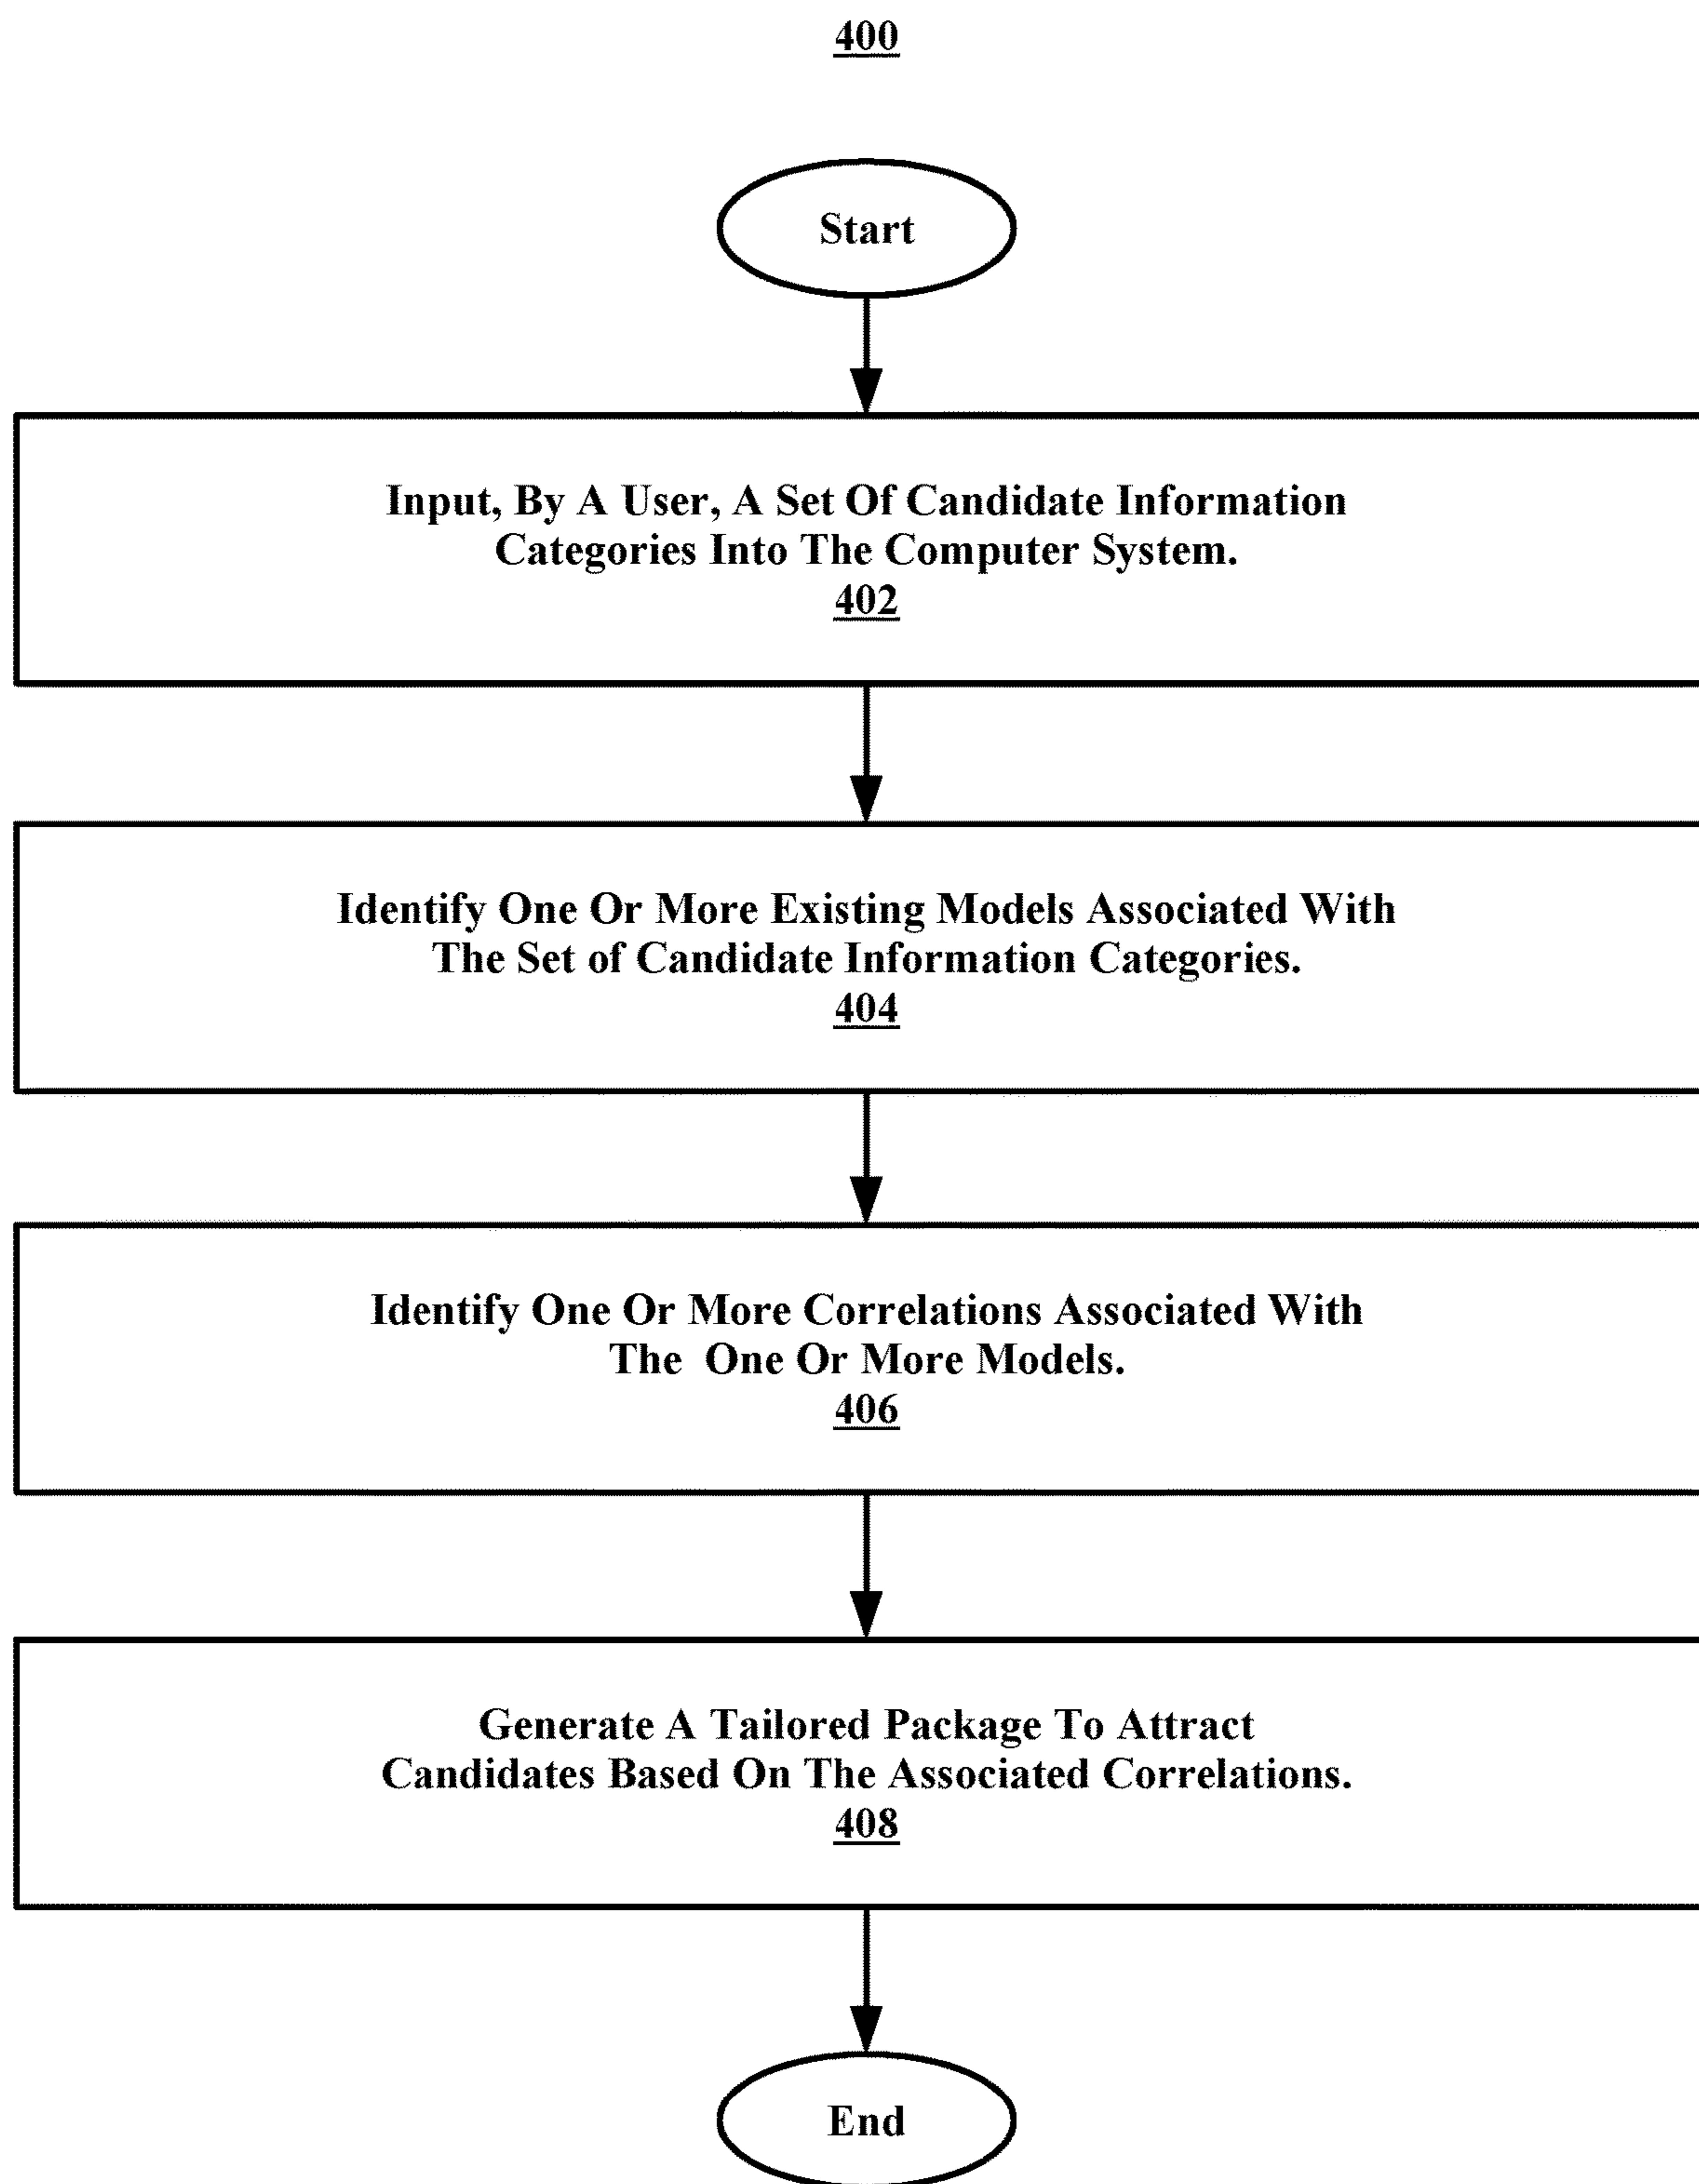 400
Start
Input, By A User, A Set Of Candidate Information
Categories Into The Computer System.
402
Identify One Or More Existing Models Associated With
The Set of Candidate Information Categories.
404
Identify One Or More Correlations Associated With
The  One Or More Models.
406
Generate A Tailored Package To Attract
Candidates Based On The Associated Correlations.
408
End